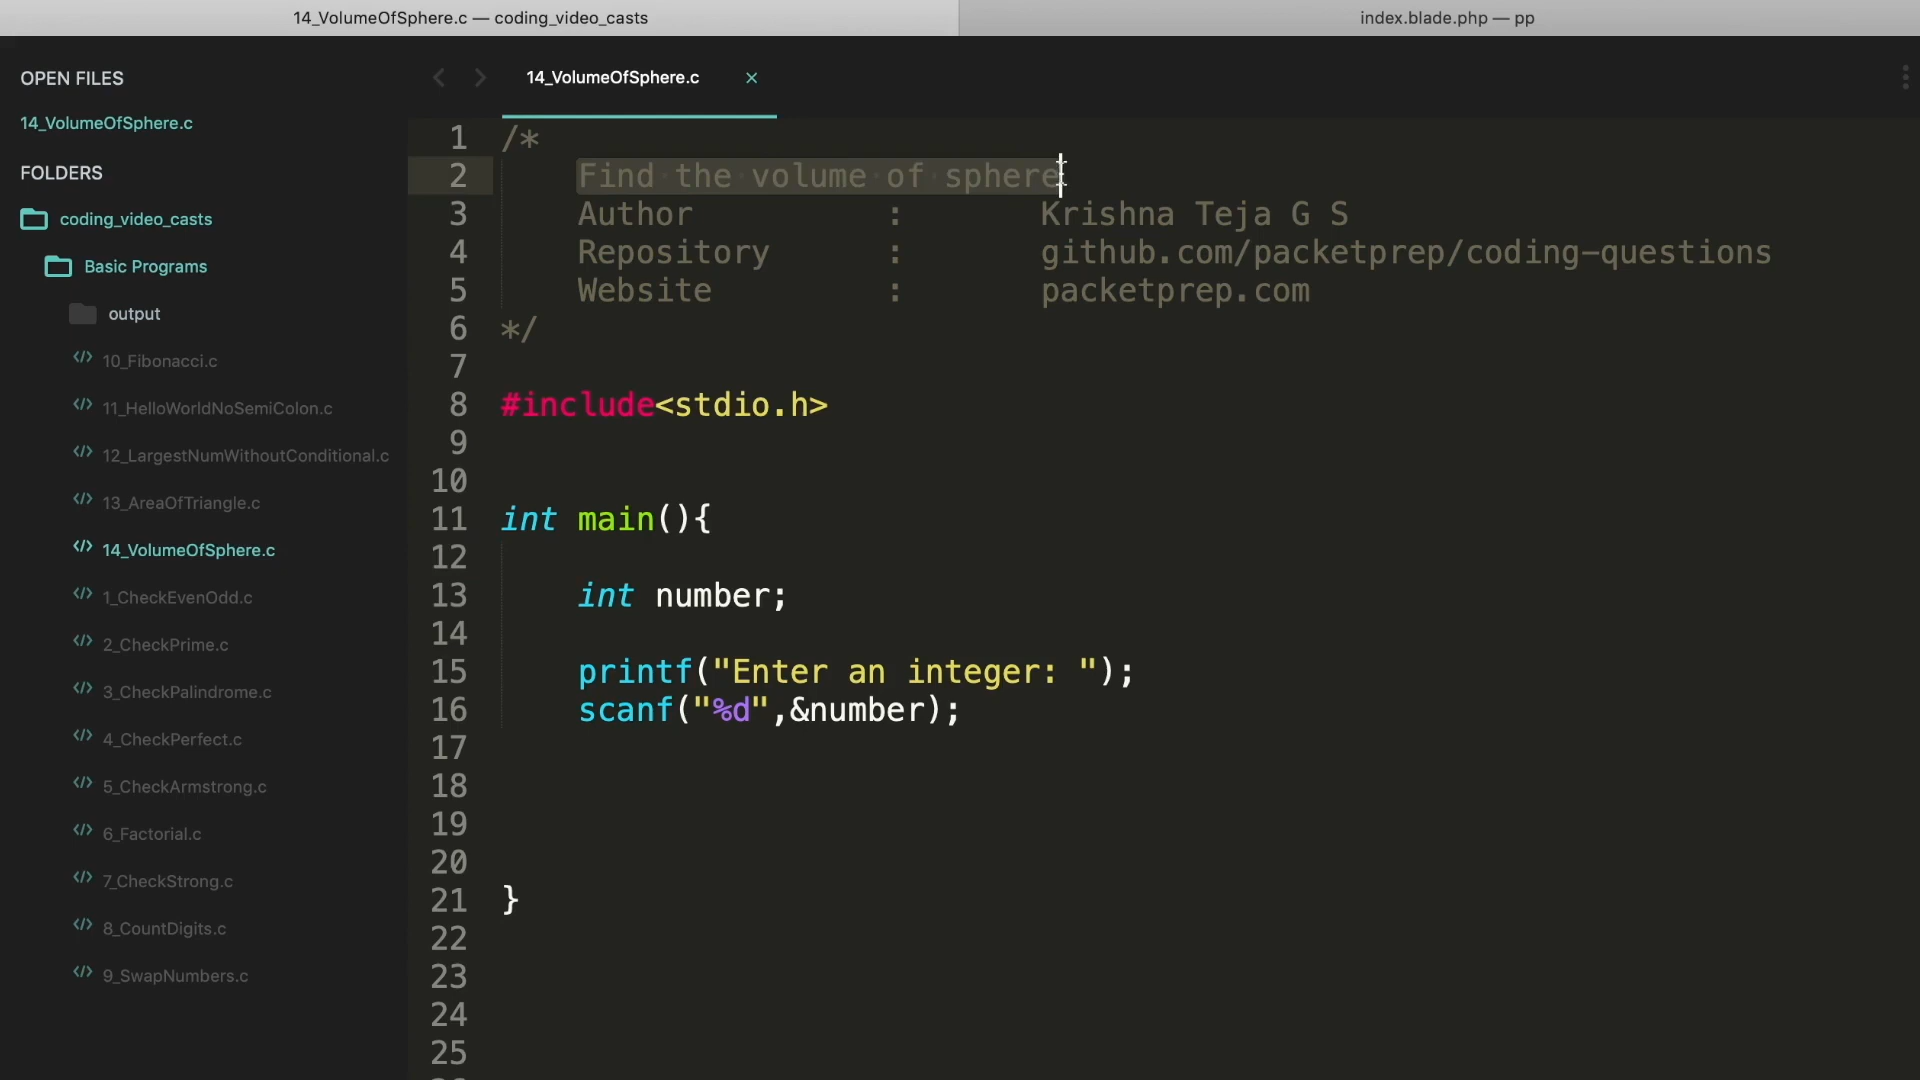 14_VolumeOfSphere.c — coding_video_casts
index.blade.php — pp
OPEN FILES
14_VolumeOfSphere.c
FOLDERS
coding_video_casts
Basic Programs
output
10_Fibonacci.c
11_HelloWorldNoSemiColon.c
12_LargestNumWithoutConditional.c
13_AreaOfTriangle.c
14_VolumeOfSphere.c
1_CheckEvenOdd.c
2_CheckPrime.c
3_CheckPalindrome.c
4_CheckPerfect.c
5_CheckArmstrong.c
6_Factorial.c
7_CheckStrong.c
8_CountDigits.c
9_SwapNumbers.c
14_VolumeOfSphere.c ×
1 /*
2 Find the volume of sphere
3 Author : Krishna Teja G S
4 Repository : github.com/packetprep/coding-questions
5 Website : packetprep.com
6 */
7
8 #include<stdio.h>
9
10
11 int main(){
12
13 int number;
14
15 printf("Enter an integer: ");
16 scanf("%d",&number);
17
18
19
20
21 }
22
23
24
25